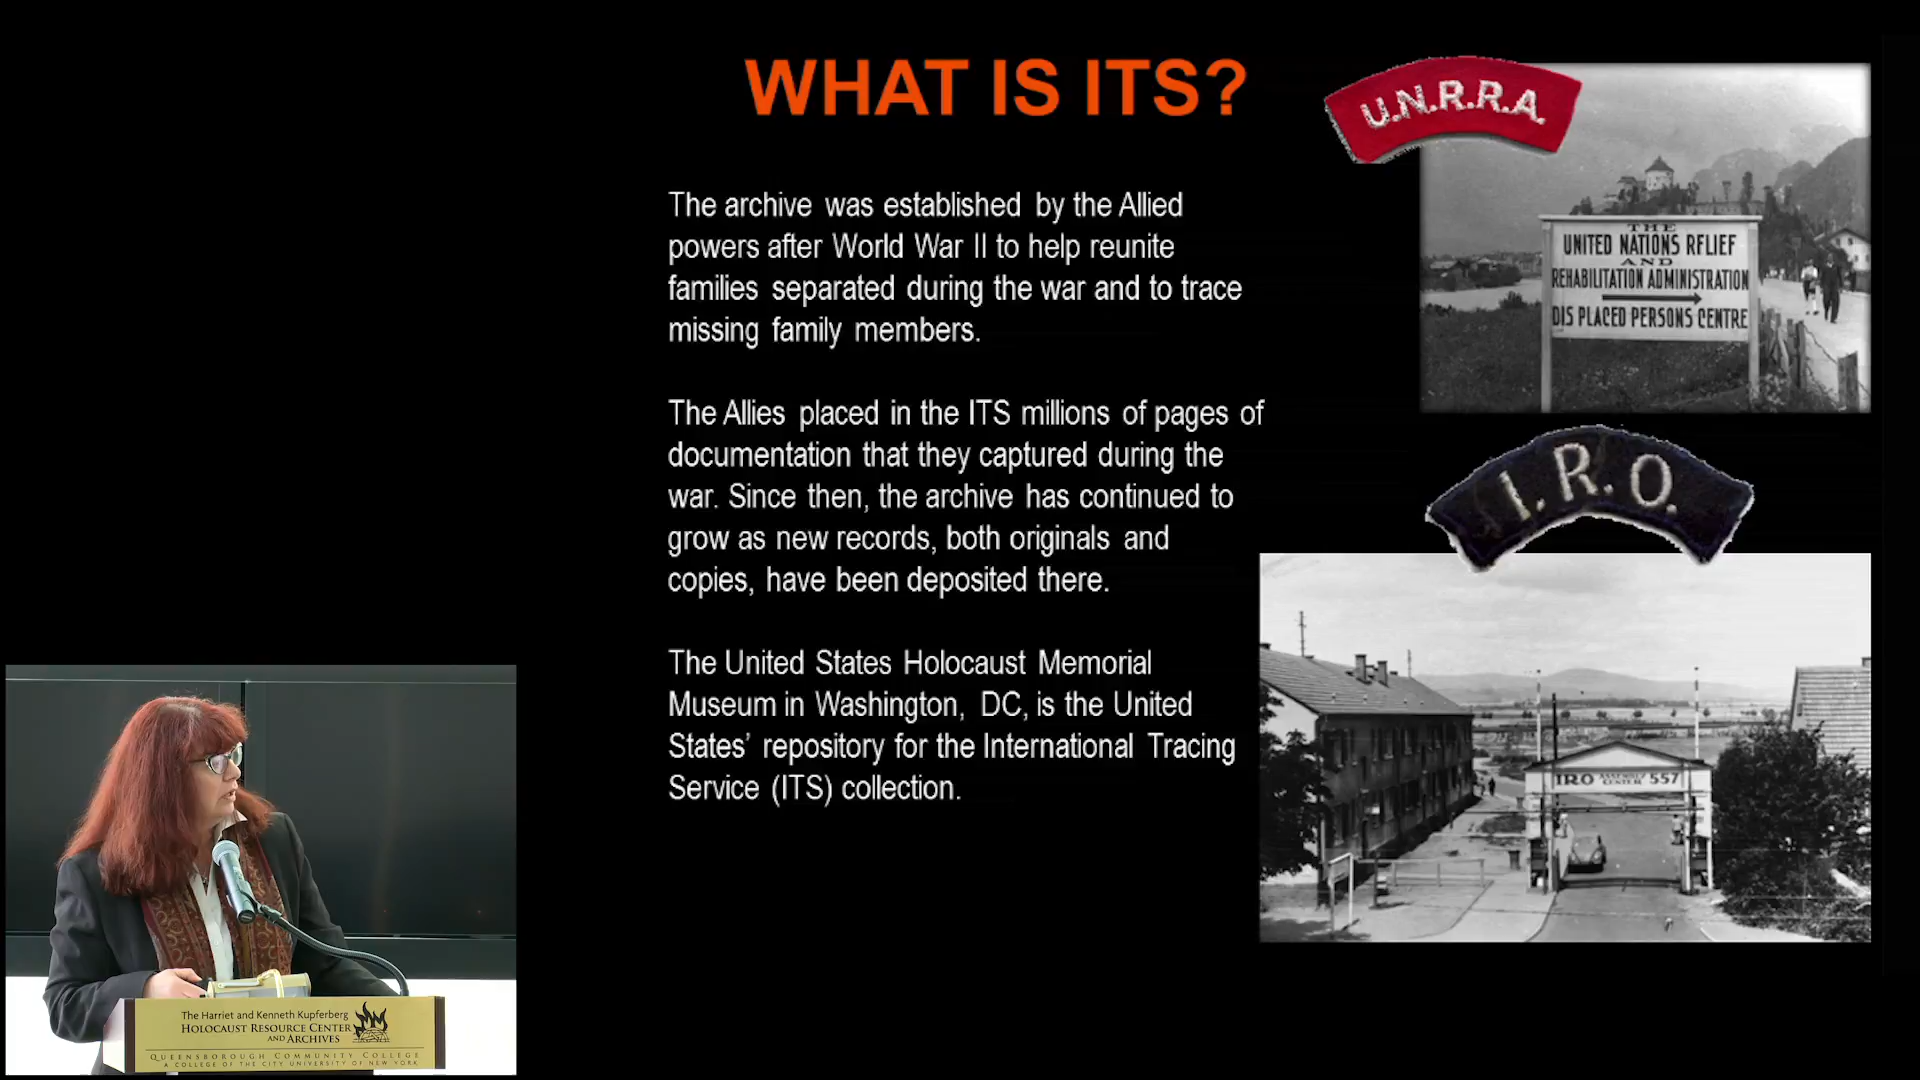 WHAT IS ITS?
The archive was established by the Allied
powers after World War II to help reunite
families separated during the war and to trace
missing family members.
The Allies placed in the ITS millions of pages of
documentation that they captured during the
war. Since then, the archive has continued to
grow as new records, both originals and
copies, have been deposited there.
The United States Holocaust Memorial
Museum in Washington, DC, is the United
States’ repository for the International Tracing
Service (ITS) collection.
U.N.R.R.A.
THE
UNITED NATIONS RELIEF
AND
REHABILITATION ADMINISTRATION
DISPLACED PERSONS CENTRE
I.R.O.
IRO ASSEMBLY CENTER 557
The Harriet and Kenneth Kupferberg
HOLOCAUST RESOURCE CENTER
AND ARCHIVES
QUEENSBOROUGH COMMUNITY COLLEGE
A COLLEGE OF THE CITY UNIVERSITY OF NEW YORK